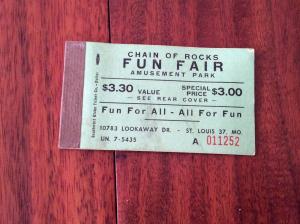 CHAIN OF ROCKS
FUN FAIR
AMUSEMENT PARK
$3.30 VALUE
SPECIAL PRICE $3.00
— SEE REAR COVER —
Fun For All - All For Fun
10783 LOOKAWAY DR. - ST. LOUIS 37, MO.
UN. 7-5435
A 011252